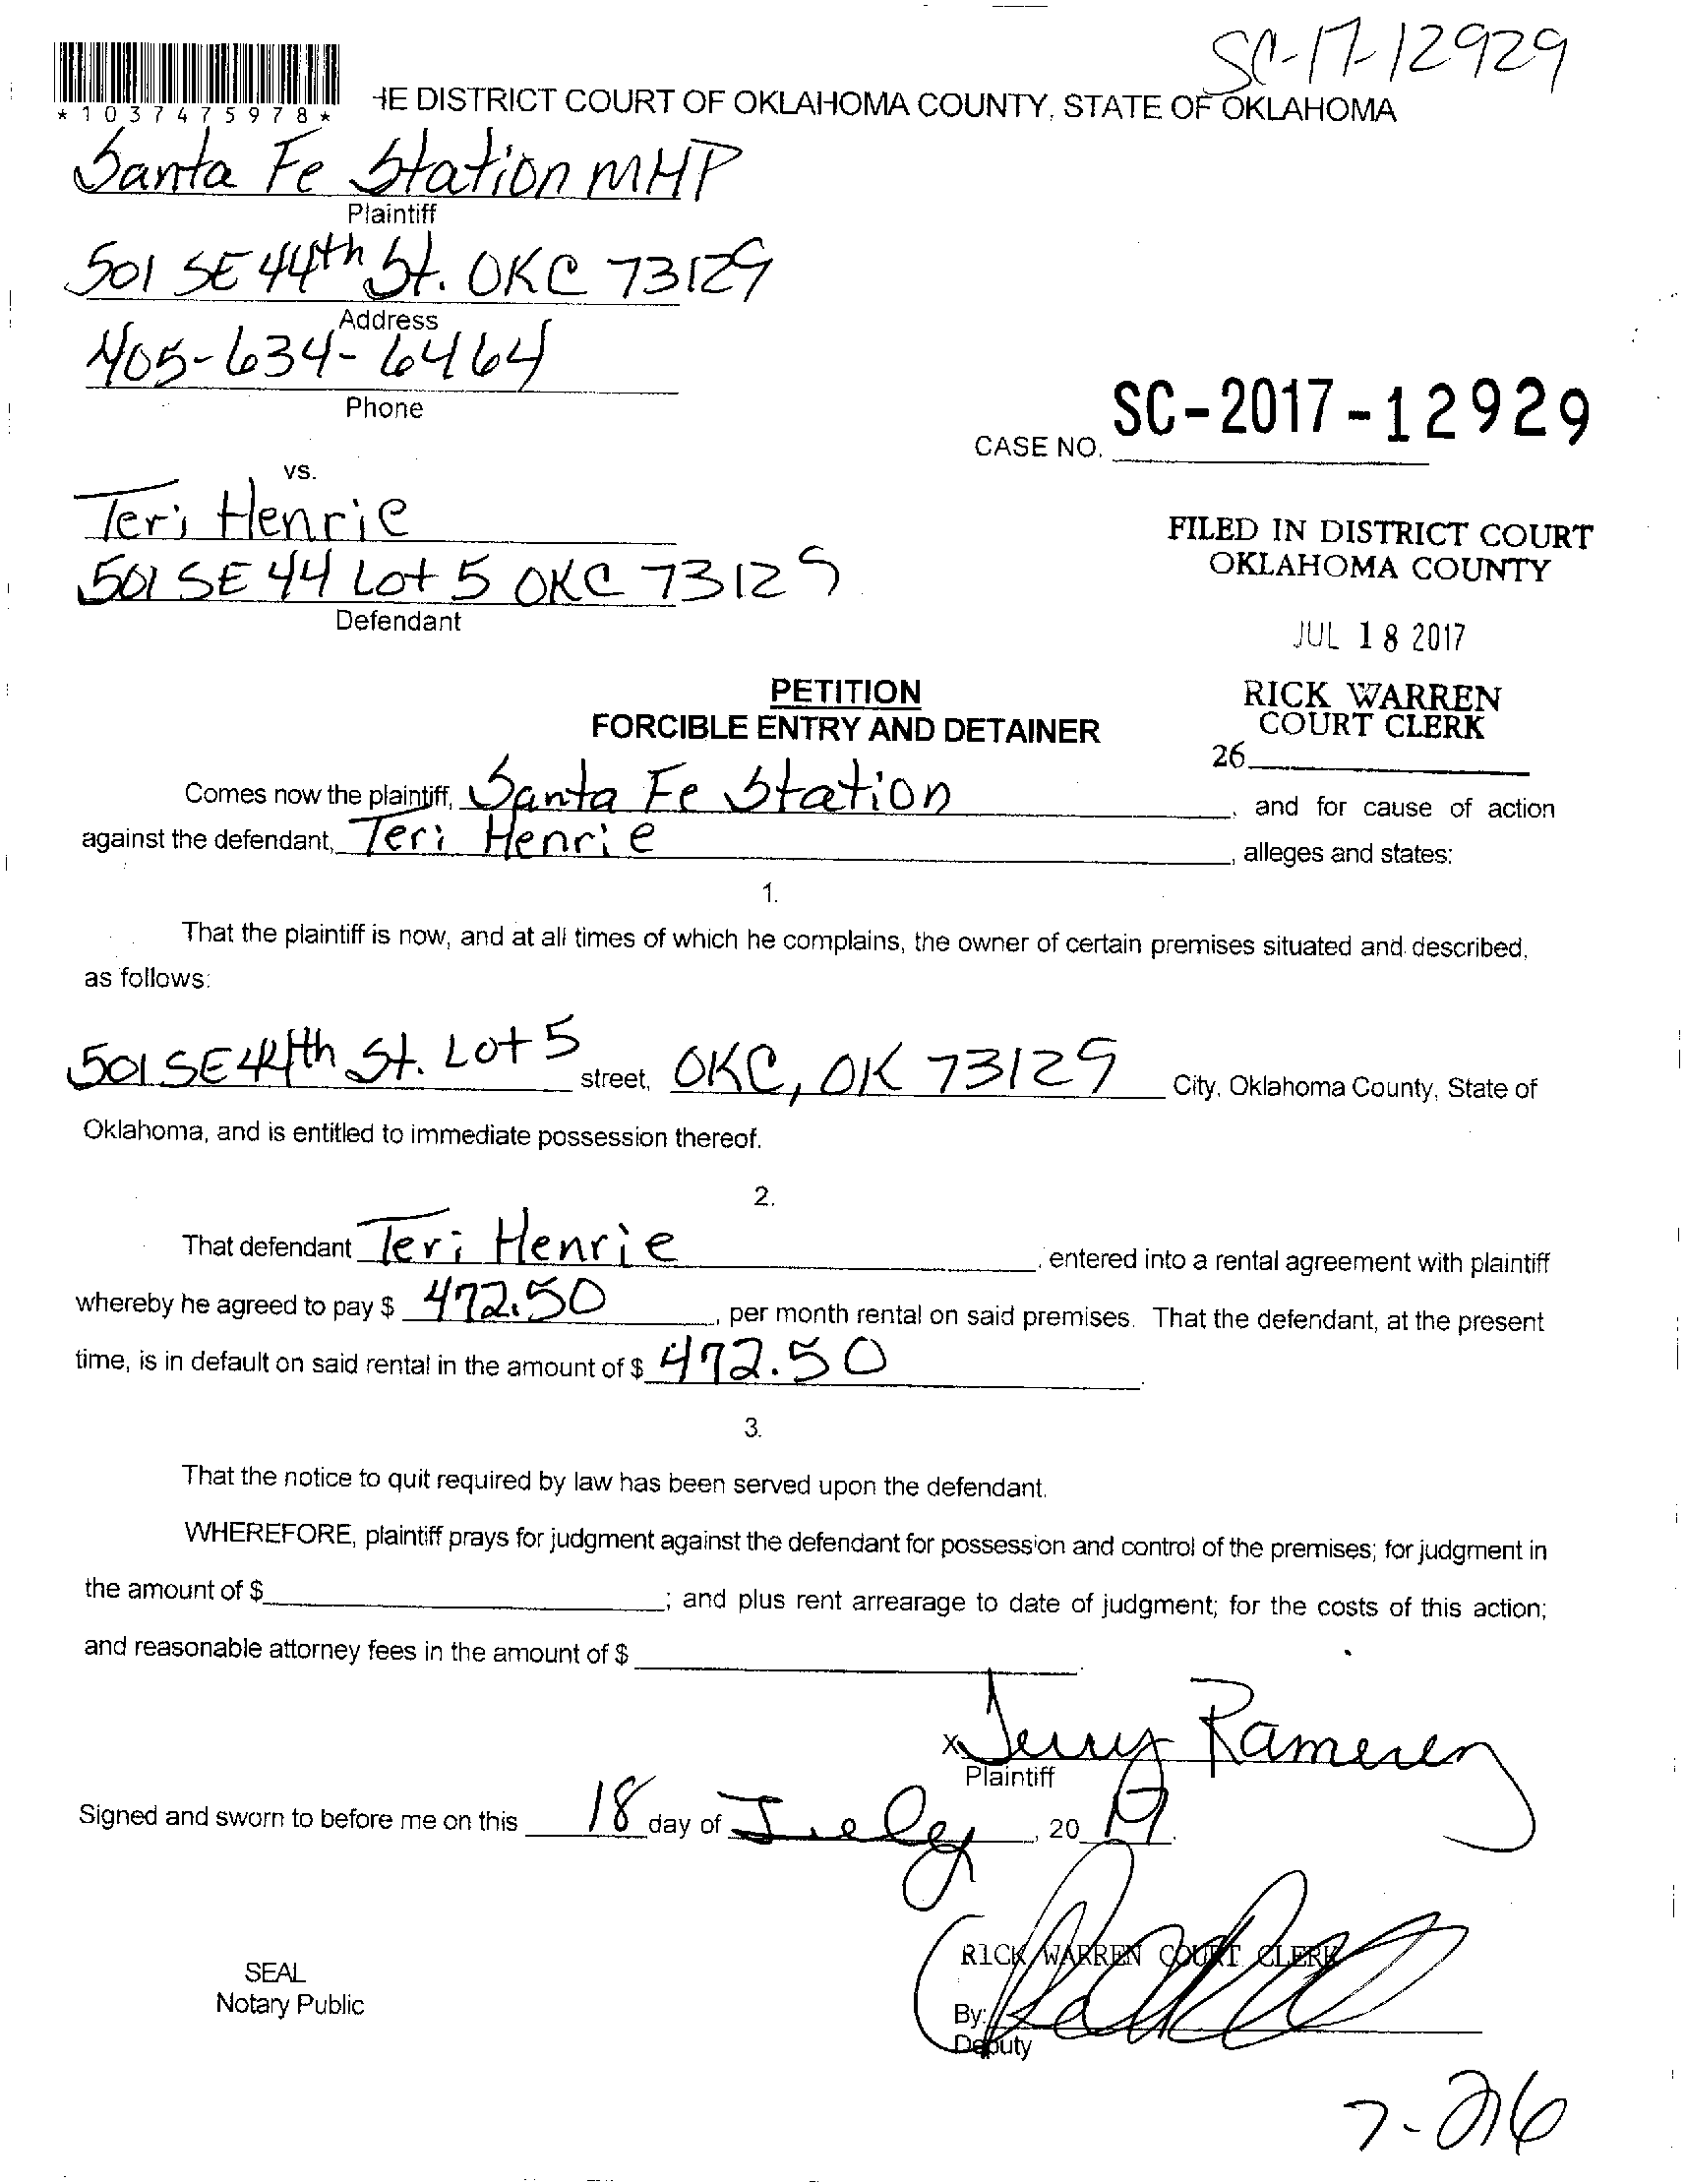 SC-17-12929
*1037475978*
HE DISTRICT COURT OF OKLAHOMA COUNTY, STATE OF OKLAHOMA
Santa Fe Station MHP
Plaintiff
501 SE 44th St. OKC 73129
Address
405-634-6464
Phone
CASE NO. SC-2017-12929
vs.
Teri Henrie
501 SE 44 Lot 5 OKC 73129
Defendant
FILED IN DISTRICT COURT
OKLAHOMA COUNTY
JUL 18 2017
RICK WARREN
COURT CLERK
26
PETITION
FORCIBLE ENTRY AND DETAINER
Comes now the plaintiff, Santa Fe Station, and for cause of action
against the defendant, Teri Henrie, alleges and states:
1.
That the plaintiff is now, and at all times of which he complains, the owner of certain premises situated and described,
as follows:
501 SE 44th St. Lot 5 street, OKC, OK 73129 City, Oklahoma County, State of
Oklahoma, and is entitled to immediate possession thereof.
2.
That defendant Teri Henrie, entered into a rental agreement with plaintiff
whereby he agreed to pay $ 472.50, per month rental on said premises. That the defendant, at the present
time, is in default on said rental in the amount of $ 472.50.
3.
That the notice to quit required by law has been served upon the defendant.
WHEREFORE, plaintiff prays for judgment against the defendant for possession and control of the premises; for judgment in
the amount of $; and plus rent arrearage to date of judgment; for the costs of this action;
and reasonable attorney fees in the amount of $.
X Jerry
Plaintiff
Signed and sworn to before me on this 18 day of July, 2017.
RICK WARREN COURT CLERK
SEAL
Notary Public
By:
Deputy
7-26